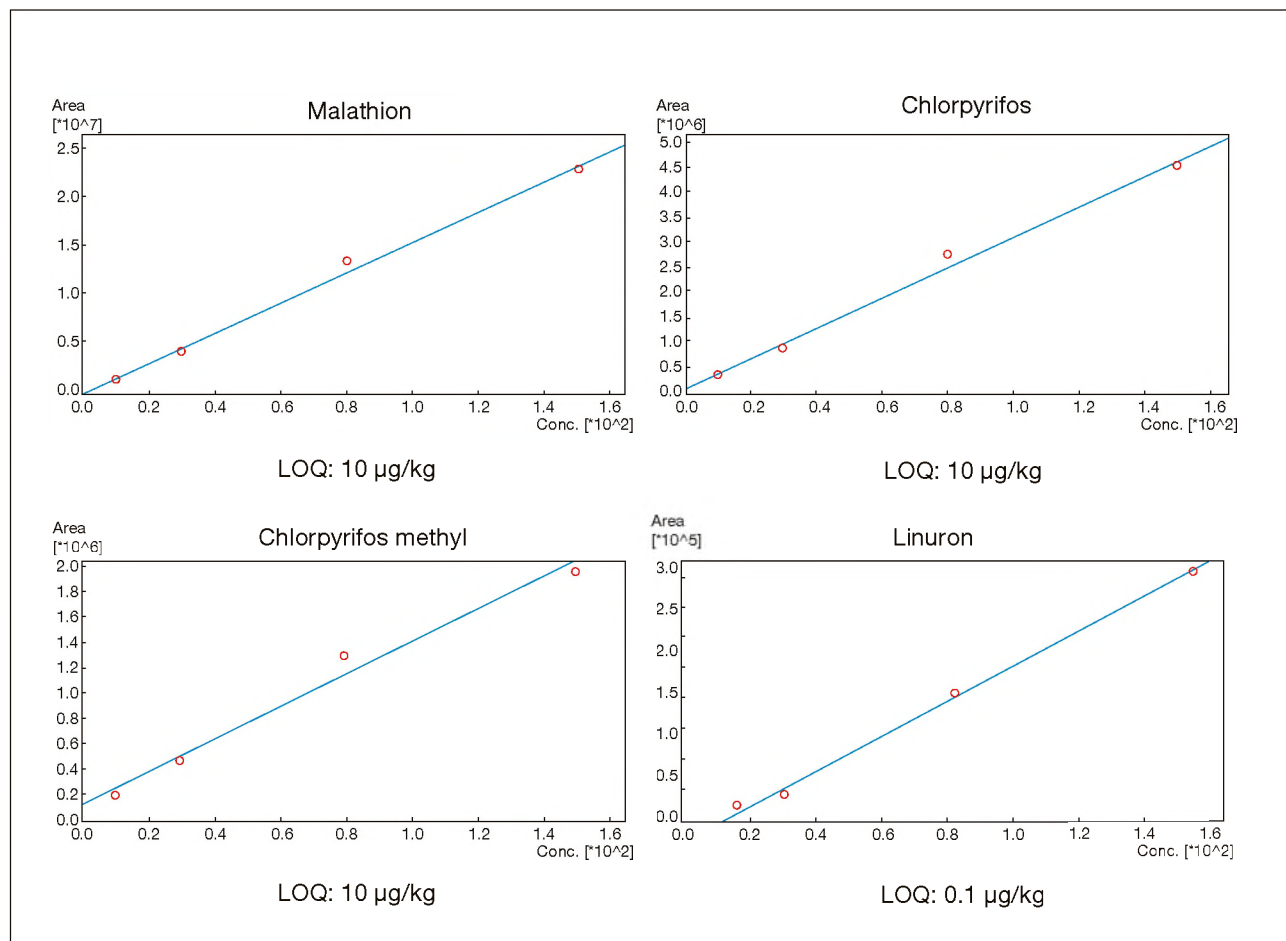 Malathion
Area
[*10^7]
2.5
2.0
1.5
1.0
0.5
0.0
0.0 0.2 0.4 0.6 0.8 1.0 1.2 1.4 1.6
Conc. [*10^2]
LOQ: 10 µg/kg
Chlorpyrifos
Area
[*10^6]
5.0
4.5
4.0
3.5
3.0
2.5
2.0
1.5
1.0
0.5
0.0
0.0 0.2 0.4 0.6 0.8 1.0 1.2 1.4 1.6
Conc. [*10^2]
LOQ: 10 µg/kg
Chlorpyrifos methyl
Area
[*10^6]
2.0
1.8
1.6
1.4
1.2
1.0
0.8
0.6
0.4
0.2
0.0
0.0 0.2 0.4 0.6 0.8 1.0 1.2 1.4 1.6
Conc. [*10^2]
LOQ: 10 µg/kg
Linuron
Area
[*10^5]
3.0
2.5
2.0
1.5
1.0
0.5
0.0
0.0 0.2 0.4 0.6 0.8 1.0 1.2 1.4 1.6
Conc. [*10^2]
LOQ: 0.1 µg/kg